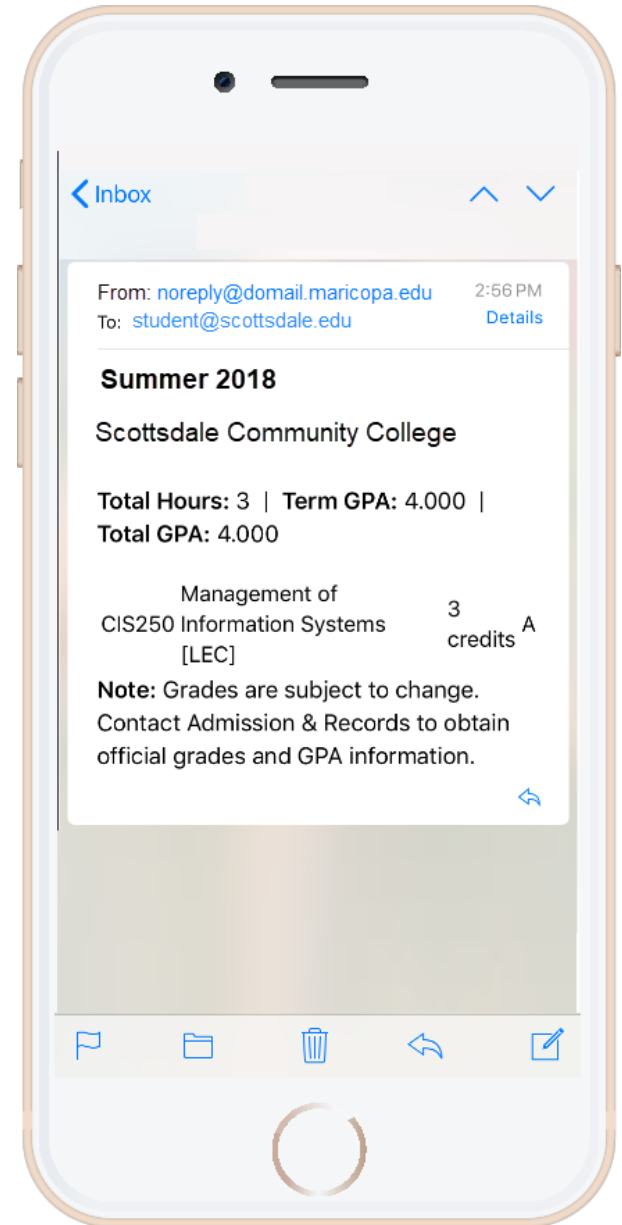 Inbox
From: noreply@domail.maricopa.edu 2:56 PM
To: student@scottsdale.edu Details
Summer 2018
Scottsdale Community College
Total Hours: 3 | Term GPA: 4.000 |
Total GPA: 4.000
CIS250 Management of Information Systems [LEC] 3 credits A
Note: Grades are subject to change.
Contact Admission & Records to obtain
official grades and GPA information.